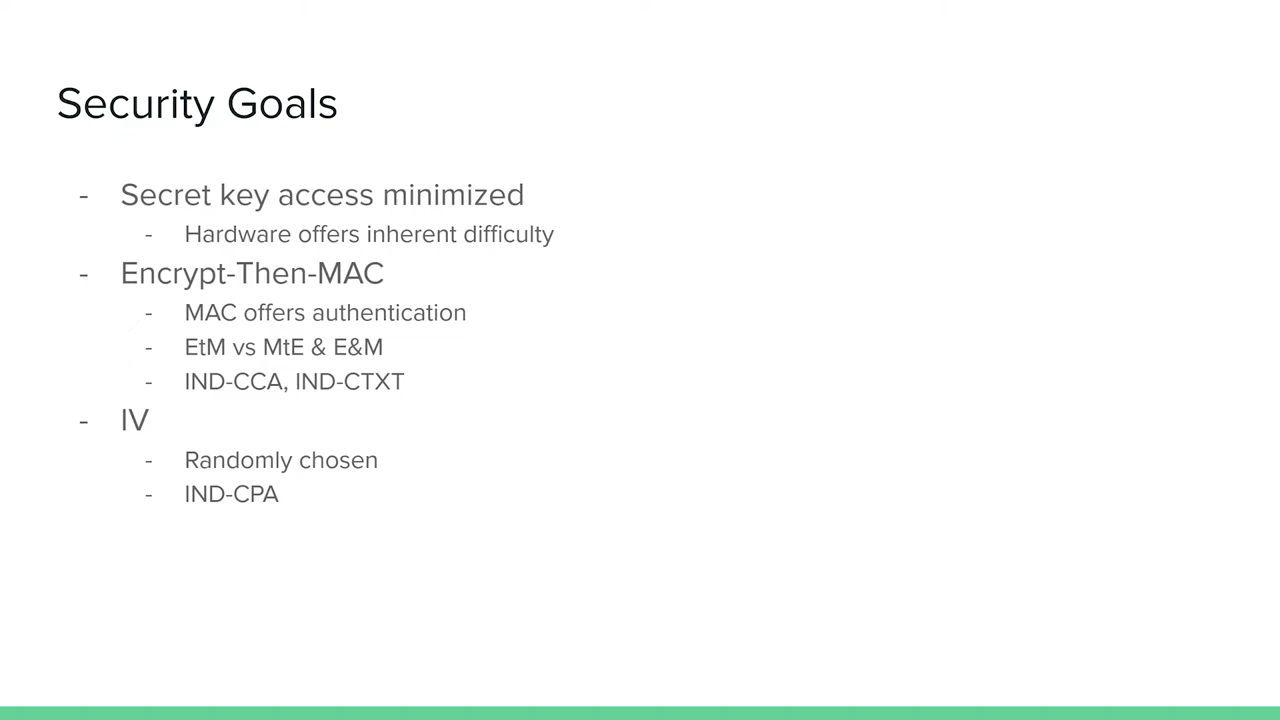 Security Goals
- Secret key access minimized
- Hardware offers inherent difficulty
- Encrypt-Then-MAC
- MAC offers authentication
- EtM vs MtE & E&M
- IND-CCA, IND-CTXT
- IV
- Randomly chosen
- IND-CPA